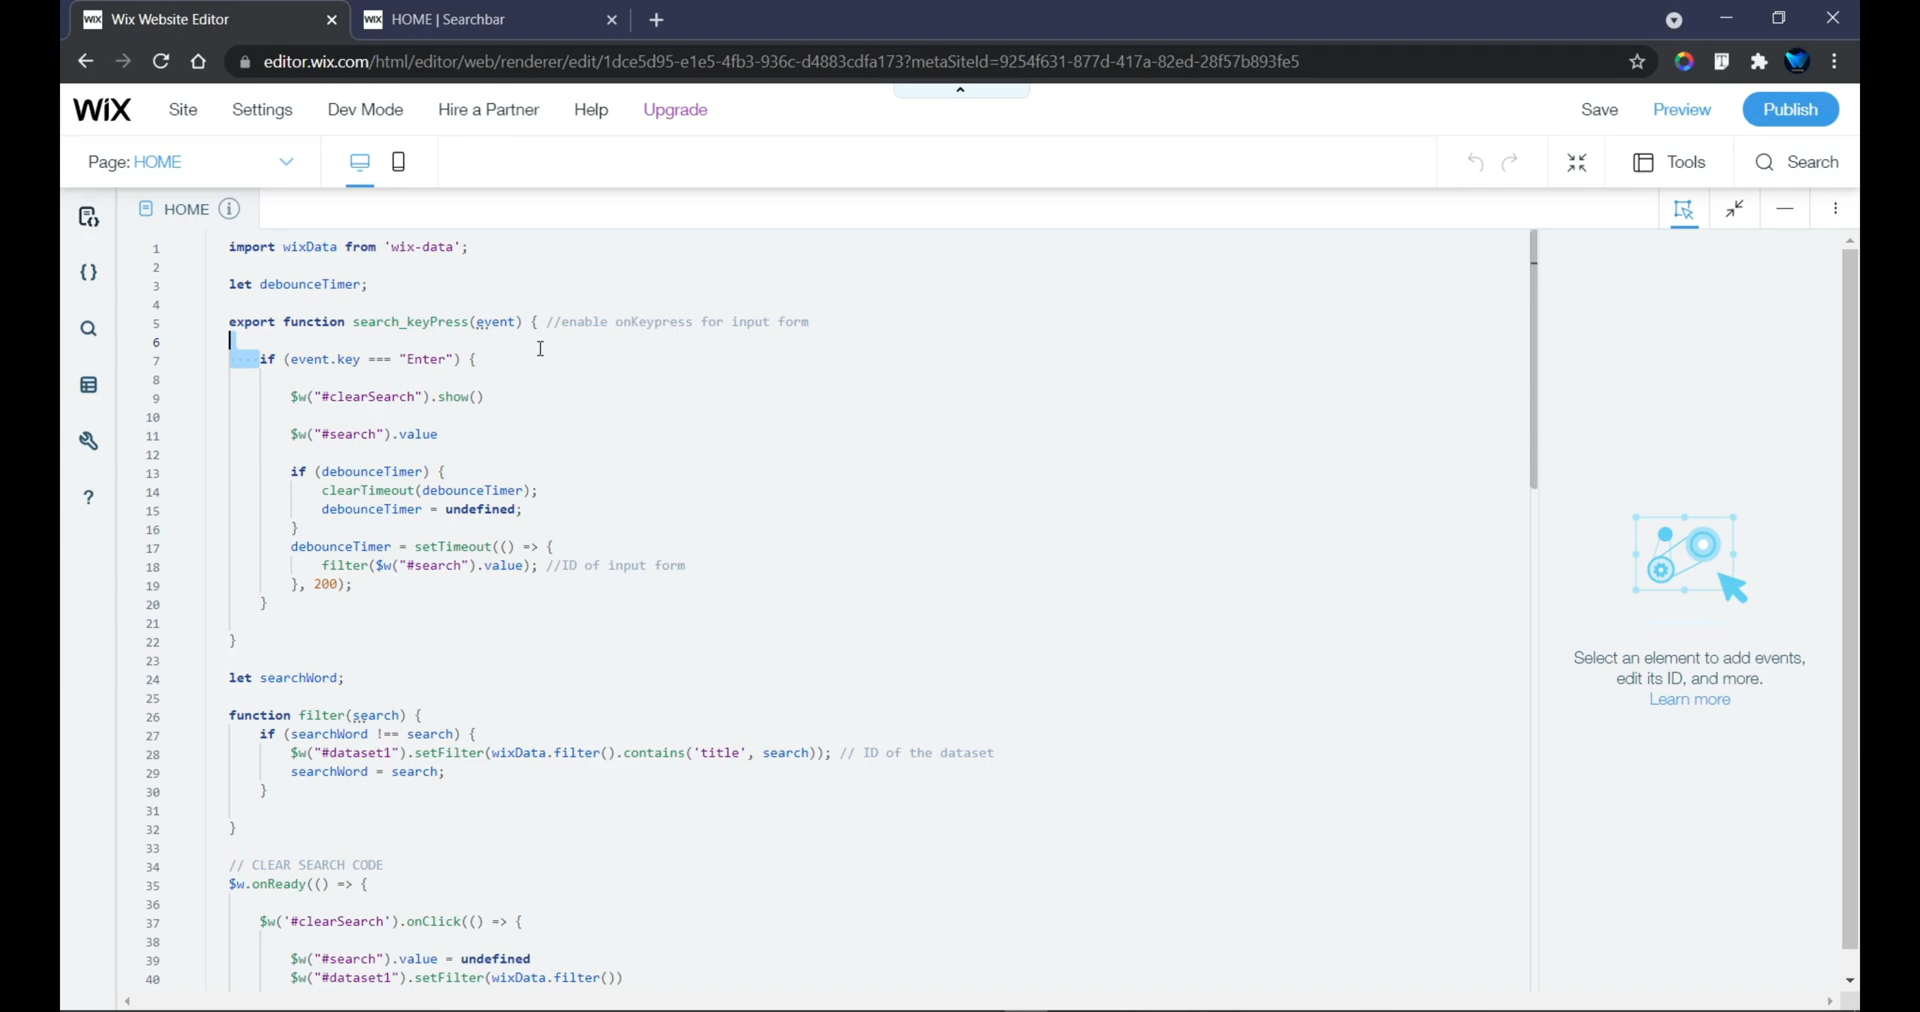 WiX Wix Website Editor
WiX HOME | Searchbar
editor.wix.com/html/editor/web/renderer/edit/1dce5d95-e1e5-4fb3-936c-d4883cdfa173?metaSiteId=9254f631-877d-417a-82ed-28f57b893fe5
WiX Site Settings Dev Mode Hire a Partner Help Upgrade Save Preview Publish
Page: HOME Tools Search
HOME
1 import wixData from 'wix-data';
2
3 let debounceTimer;
4
5 export function search_keyPress(event) { //enable onKeypress for input form
6
7 ····if (event.key === "Enter") {
8
9 $w("#clearSearch").show()
10
11 $w("#search").value
12
13 if (debounceTimer) {
14 clearTimeout(debounceTimer);
15 debounceTimer = undefined;
16 }
17 debounceTimer = setTimeout(() => {
18 filter($w("#search").value); //ID of input form
19 }, 200);
20 }
21
22 }
23
24 let searchWord;
25
26 function filter(search) {
27 if (searchWord !== search) {
28 $w("#dataset1").setFilter(wixData.filter().contains('title', search)); // ID of the dataset
29 searchWord = search;
30 }
31
32 }
33
34 // CLEAR SEARCH CODE
35 $w.onReady(() => {
36
37 $w('#clearSearch').onClick(() => {
38
39 $w("#search").value = undefined
40 $w("#dataset1").setFilter(wixData.filter())
Select an element to add events,
edit its ID, and more.
Learn more